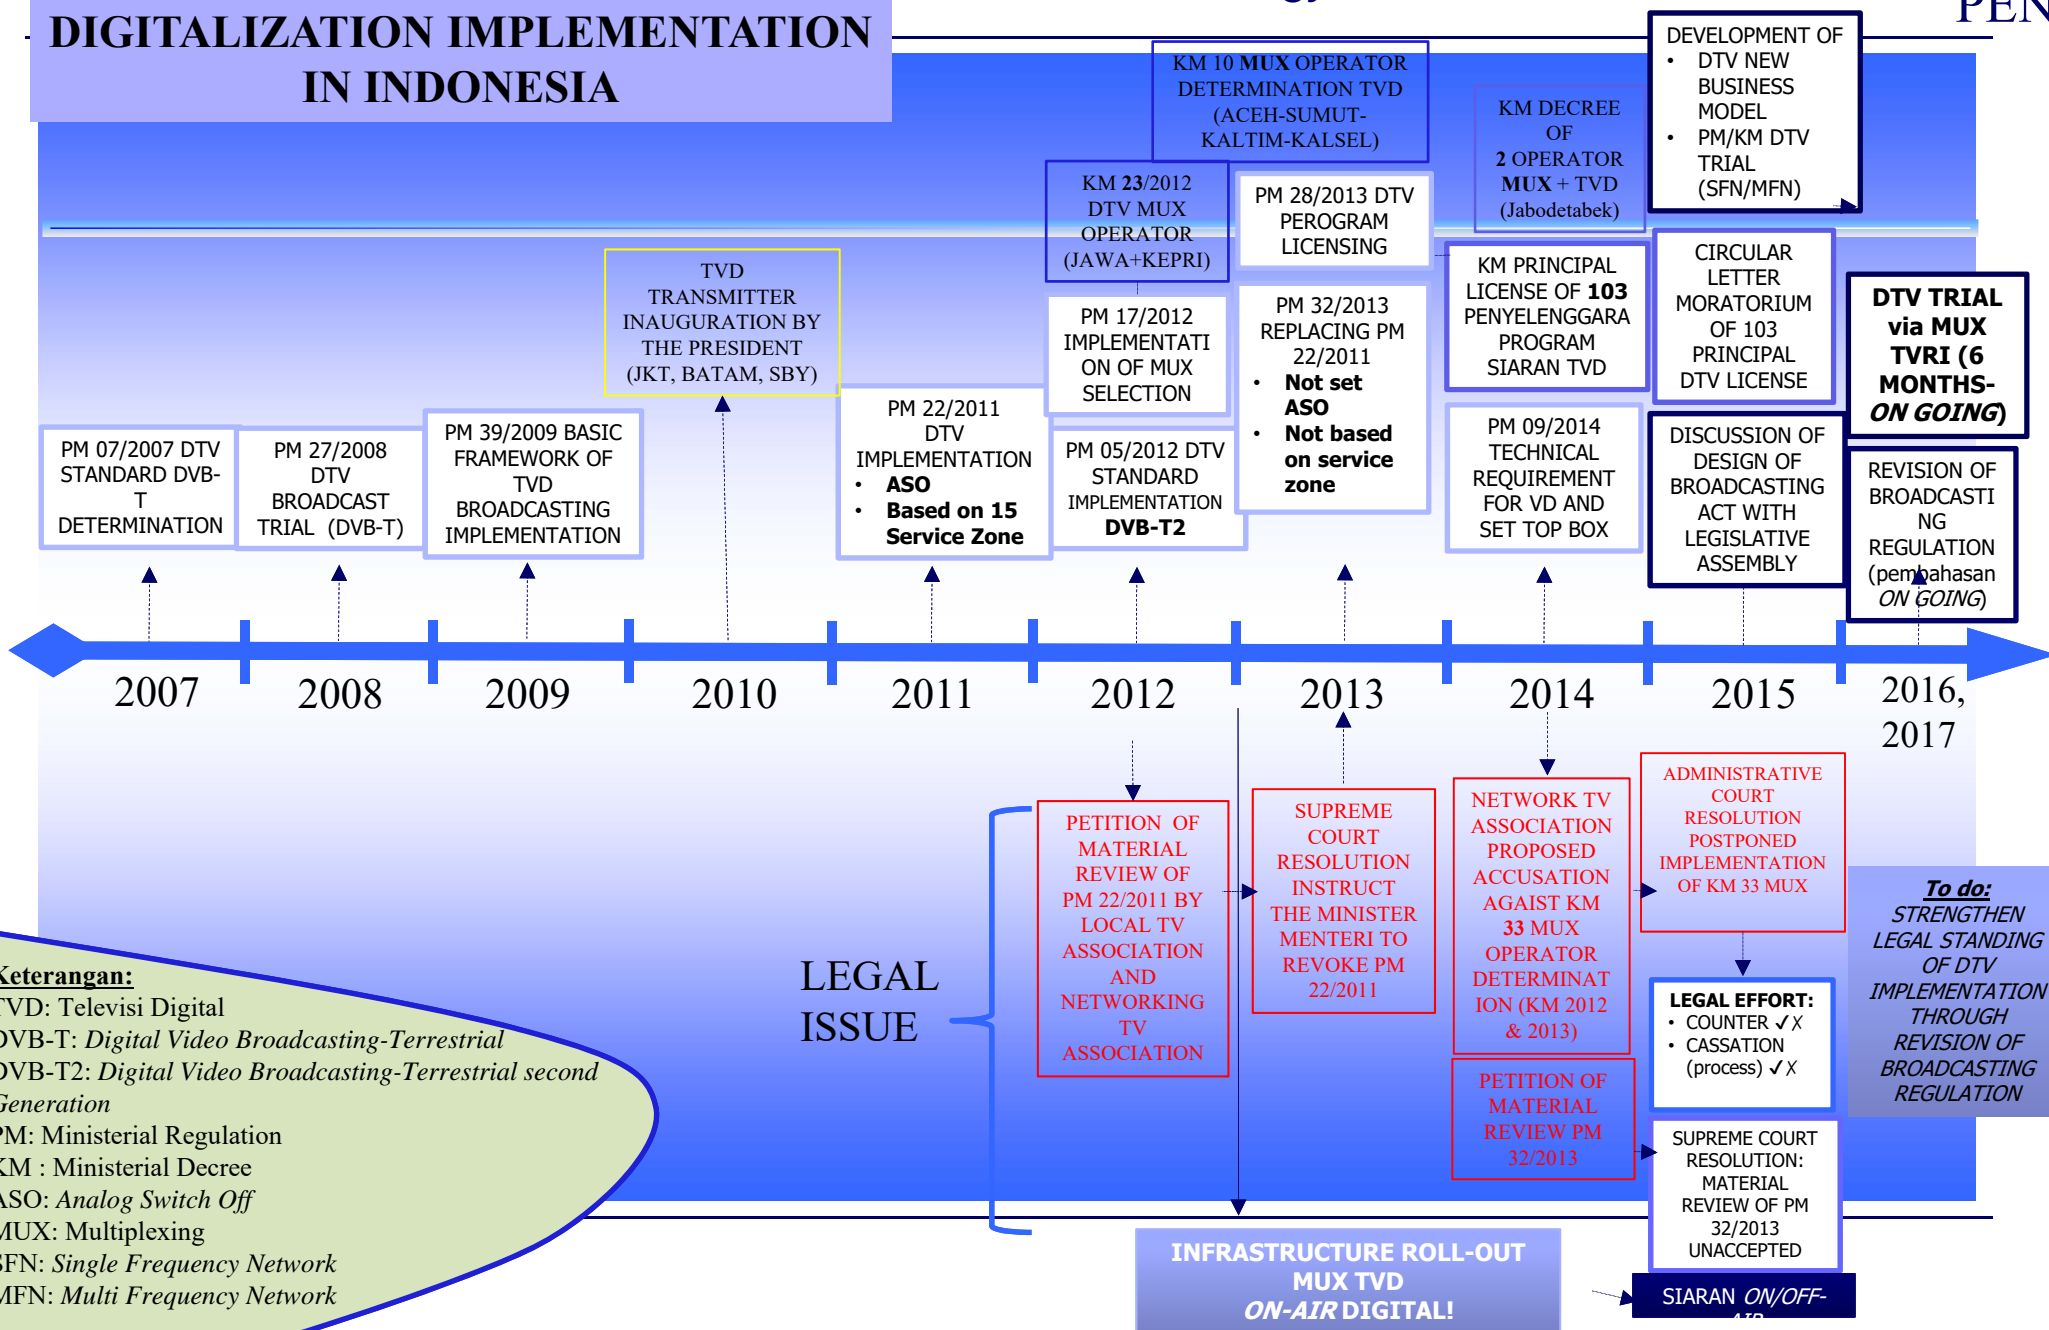 DIGITALIZATION IMPLEMENTATION
IN INDONESIA
PEN
KM 10 MUX OPERATOR
DETERMINATION TVD
(ACEH-SUMUT-
KALTIM-KALSEL)
KM DECREE
OF
2 OPERATOR
MUX + TVD
(Jabodetabek)
DEVELOPMENT OF
• DTV NEW
BUSINESS
MODEL
• PM/KM DTV
TRIAL
(SFN/MFN)
KM 23/2012
DTV MUX
OPERATOR
(JAWA+KEPRI)
PM 28/2013 DTV
PEROGRAM
LICENSING
TVD
TRANSMITTER
INAUGURATION BY
THE PRESIDENT
(JKT, BATAM, SBY)
PM 17/2012
IMPLEMENTATI
ON OF MUX
SELECTION
PM 32/2013
REPLACING PM
22/2011
• Not set
ASO
• Not based
on service
zone
KM PRINCIPAL
LICENSE OF 103
PENYELENGGARA
PROGRAM
SIARAN TVD
CIRCULAR
LETTER
MORATORIUM
OF 103
PRINCIPAL
DTV LICENSE
DTV TRIAL
via MUX
TVRI (6
MONTHS-
ON GOING)
PM 07/2007 DTV
STANDARD DVB-
T
DETERMINATION
PM 27/2008
DTV
BROADCAST
TRIAL (DVB-T)
PM 39/2009 BASIC
FRAMEWORK OF
TVD
BROADCASTING
IMPLEMENTATION
PM 22/2011
DTV
IMPLEMENTATION
• ASO
• Based on 15
Service Zone
PM 05/2012 DTV
STANDARD
IMPLEMENTATION
DVB-T2
PM 09/2014
TECHNICAL
REQUIREMENT
FOR VD AND
SET TOP BOX
DISCUSSION OF
DESIGN OF
BROADCASTING
ACT WITH
LEGISLATIVE
ASSEMBLY
REVISION OF
BROADCASTI
NG
REGULATION
(pembahasan
ON GOING)
2007
2008
2009
2010
2011
2012
2013
2014
2015
2016,
2017
LEGAL
ISSUE
PETITION OF
MATERIAL
REVIEW OF
PM 22/2011 BY
LOCAL TV
ASSOCIATION
AND
NETWORKING
TV
ASSOCIATION
SUPREME
COURT
RESOLUTION
INSTRUCT
THE MINISTER
MENTERI TO
REVOKE PM
22/2011
NETWORK TV
ASSOCIATION
PROPOSED
ACCUSATION
AGAIST KM
33 MUX
OPERATOR
DETERMINAT
ION (KM 2012
& 2013)
ADMINISTRATIVE
COURT
RESOLUTION
POSTPONED
IMPLEMENTATION
OF KM 33 MUX
To do:
STRENGTHEN
LEGAL STANDING
OF DTV
IMPLEMENTATION
THROUGH
REVISION OF
BROADCASTING
REGULATION
LEGAL EFFORT:
• COUNTER ✓X
• CASSATION
(process) ✓X
PETITION OF
MATERIAL
REVIEW PM
32/2013
SUPREME COURT
RESOLUTION:
MATERIAL
REVIEW OF PM
32/2013
UNACCEPTED
INFRASTRUCTURE ROLL-OUT
MUX TVD
ON-AIR DIGITAL!
SIARAN ON/OFF-
AIR
Keterangan:
TVD: Televisi Digital
DVB-T: Digital Video Broadcasting-Terrestrial
DVB-T2: Digital Video Broadcasting-Terrestrial second
Generation
PM: Ministerial Regulation
KM : Ministerial Decree
ASO: Analog Switch Off
MUX: Multiplexing
SFN: Single Frequency Network
MFN: Multi Frequency Network